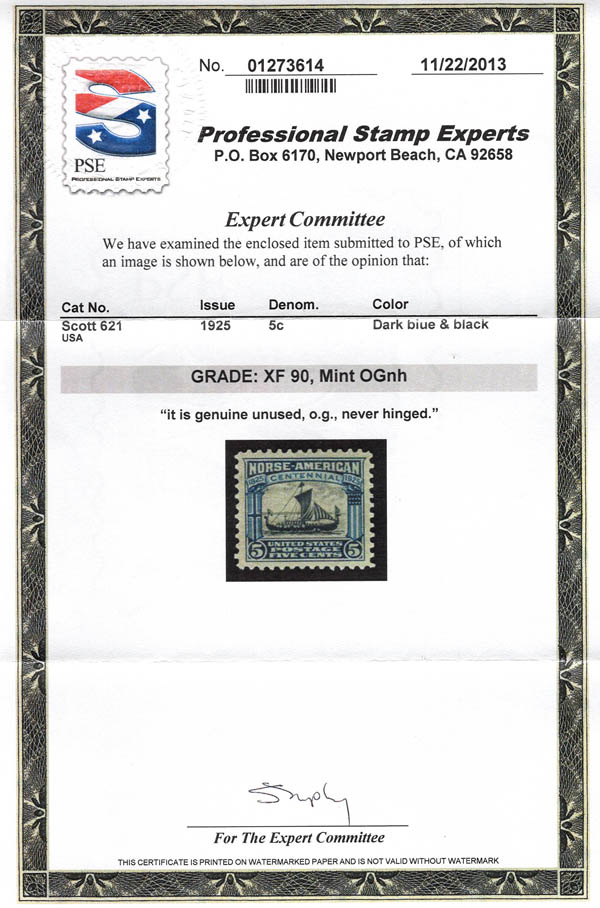 No. 01273614
11/22/2013
PSE
PROFESSIONAL STAMP EXPERTS
Professional Stamp Experts
P.O. Box 6170, Newport Beach, CA 92658
Expert Committee
We have examined the enclosed item submitted to PSE, of which
an image is shown below, and are of the opinion that:
Cat No. Issue Denom. Color
Scott 621 1925 5c Dark blue & black
USA
GRADE: XF 90, Mint OGnh
“it is genuine unused, o.g., never hinged.”
NORSE-AMERICAN
1825 CENTENNIAL 1925
UNITED STATES
5 POSTAGE 5
FIVE CENTS
For The Expert Committee
THIS CERTIFICATE IS PRINTED ON WATERMARKED PAPER AND IS NOT VALID WITHOUT WATERMARK